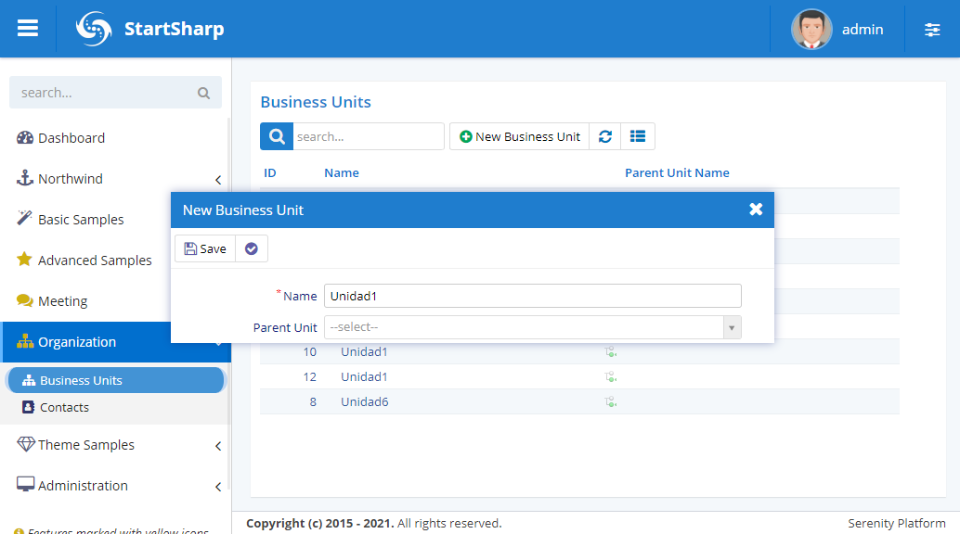 StartSharp
admin
search...
Dashboard
Northwind
Basic Samples
Advanced Samples
Meeting
Organization
Business Units
Contacts
Theme Samples
Administration
Features marked with yellow icons
Business Units
search...
New Business Unit
ID Name Parent Unit Name
New Business Unit
Save
*Name Unidad1
Parent Unit --select--
10 Unidad1
12 Unidad1
8 Unidad6
Copyright (c) 2015 - 2021. All rights reserved.
Serenity Platform